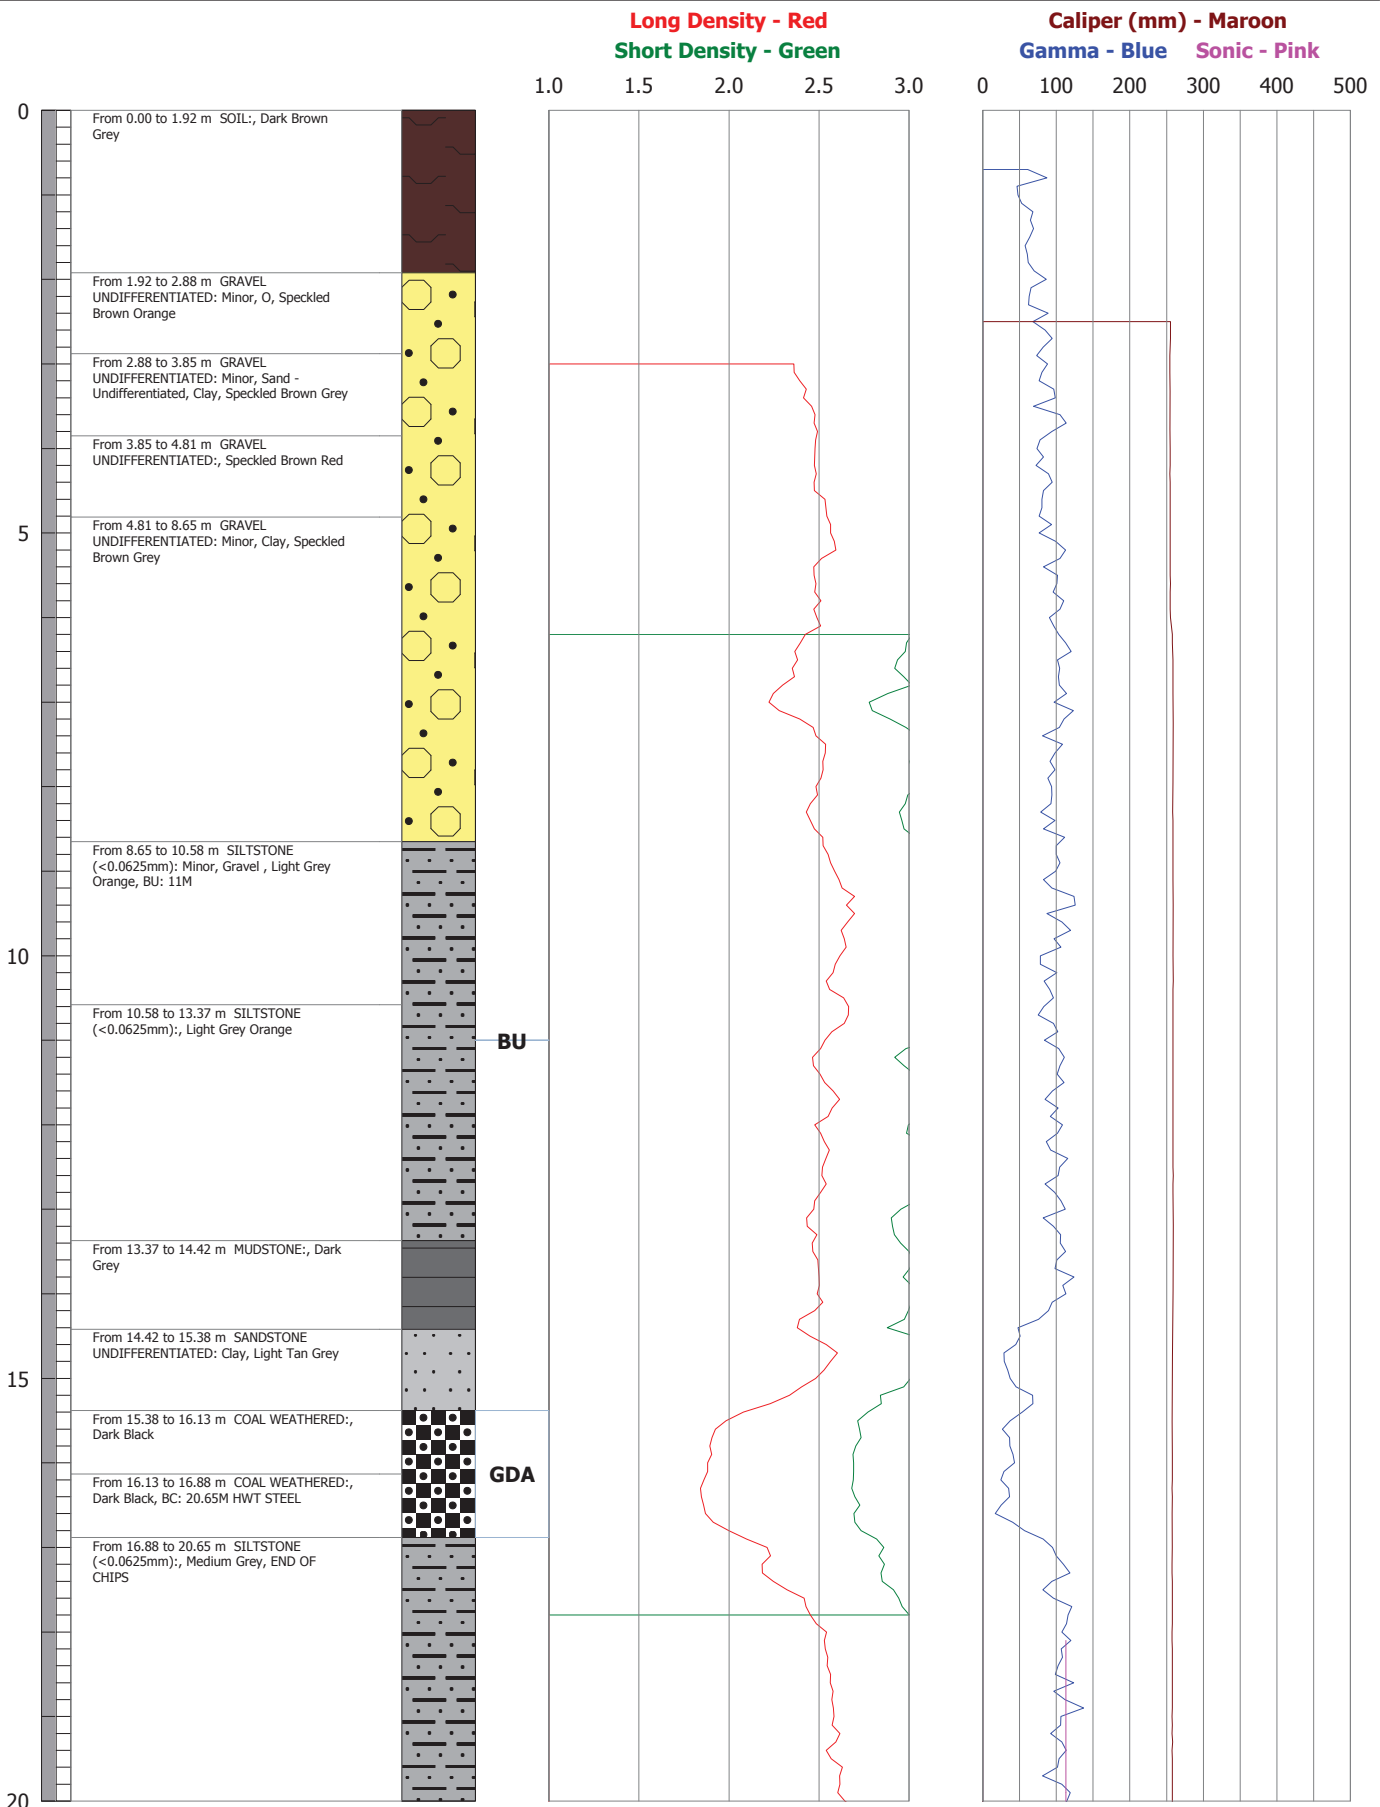 Long Density - Red
Short Density - Green
Caliper (mm) - Maroon
Gamma - Blue Sonic - Pink
1.0 1.5 2.0 2.5 3.0
0 100 200 300 400 500
0
From 0.00 to 1.92 m SOIL:, Dark Brown
Grey
From 1.92 to 2.88 m GRAVEL
UNDIFFERENTIATED: Minor, O, Speckled
Brown Orange
From 2.88 to 3.85 m GRAVEL
UNDIFFERENTIATED: Minor, Sand -
Undifferentiated, Clay, Speckled Brown Grey
From 3.85 to 4.81 m GRAVEL
UNDIFFERENTIATED:, Speckled Brown Red
From 4.81 to 8.65 m GRAVEL
UNDIFFERENTIATED: Minor, Clay, Speckled
Brown Grey
5
From 8.65 to 10.58 m SILTSTONE
(<0.0625mm): Minor, Gravel , Light Grey
Orange, BU: 11M
10
From 10.58 to 13.37 m SILTSTONE
(<0.0625mm):, Light Grey Orange
BU
From 13.37 to 14.42 m MUDSTONE:, Dark
Grey
From 14.42 to 15.38 m SANDSTONE
UNDIFFERENTIATED: Clay, Light Tan Grey
15
From 15.38 to 16.13 m COAL WEATHERED:,
Dark Black
GDA
From 16.13 to 16.88 m COAL WEATHERED:,
Dark Black, BC: 20.65M HWT STEEL
From 16.88 to 20.65 m SILTSTONE
(<0.0625mm):, Medium Grey, END OF
CHIPS
20